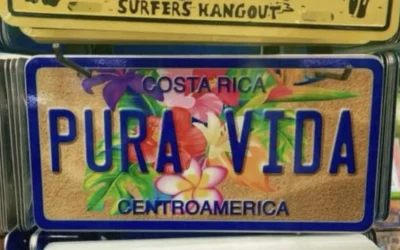 SURFERS HANGOUT
COSTA RICA
PURA VIDA
CENTROAMERICA